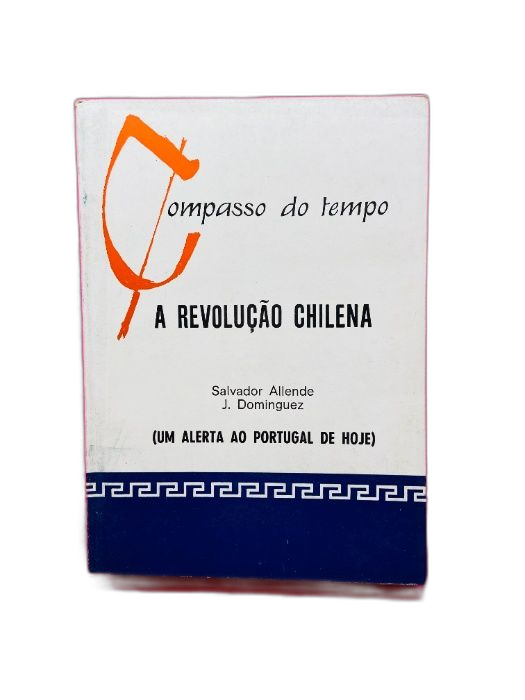 Compasso do tempo
A REVOLUÇÃO CHILENA
Salvador Allende
J. Dominguez
(UM ALERTA AO PORTUGAL DE HOJE)